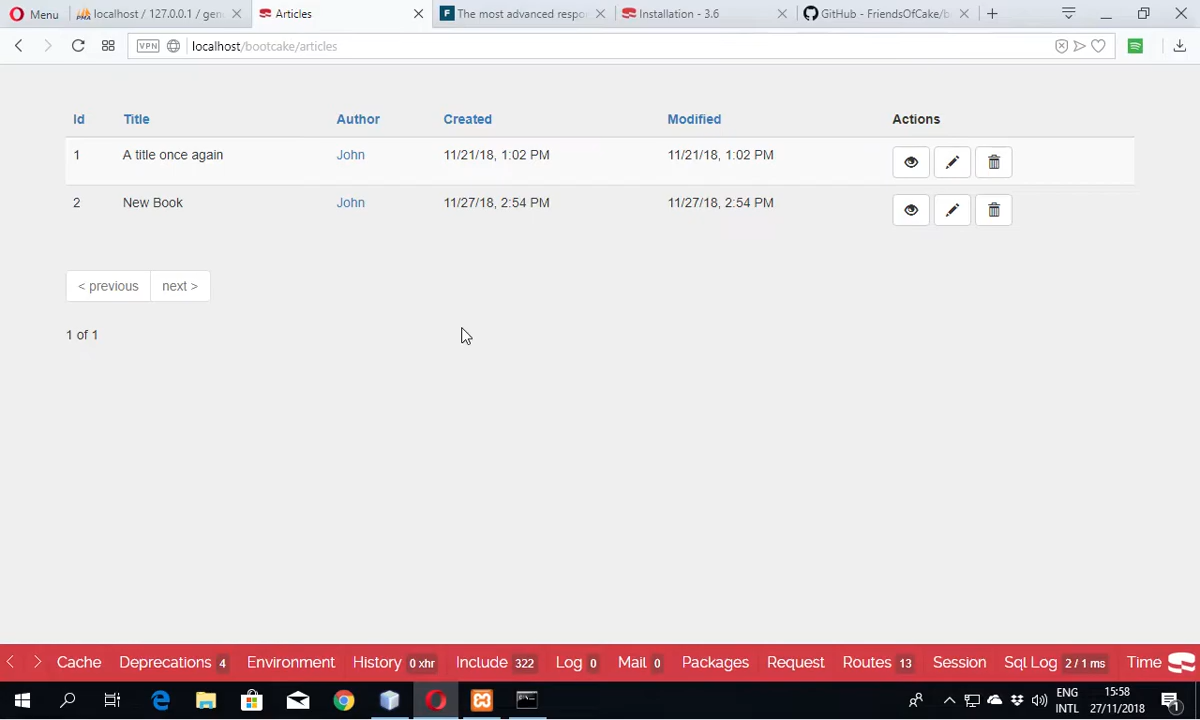 Menu
localhost / 127.0.0.1 / gen
Articles
The most advanced respo
Installation - 3.6
GitHub - FriendsOfCake/b
VPN
localhost/bootcake/articles
Id Title Author Created Modified Actions
1 A title once again John 11/21/18, 1:02 PM 11/21/18, 1:02 PM
2 New Book John 11/27/18, 2:54 PM 11/27/18, 2:54 PM
< previous next >
1 of 1
Cache Deprecations 4 Environment History 0 xhr Include 322 Log 0 Mail 0 Packages Request Routes 13 Session Sql Log 2 / 1 ms Time
ENG
INTL
15:58
27/11/2018
1